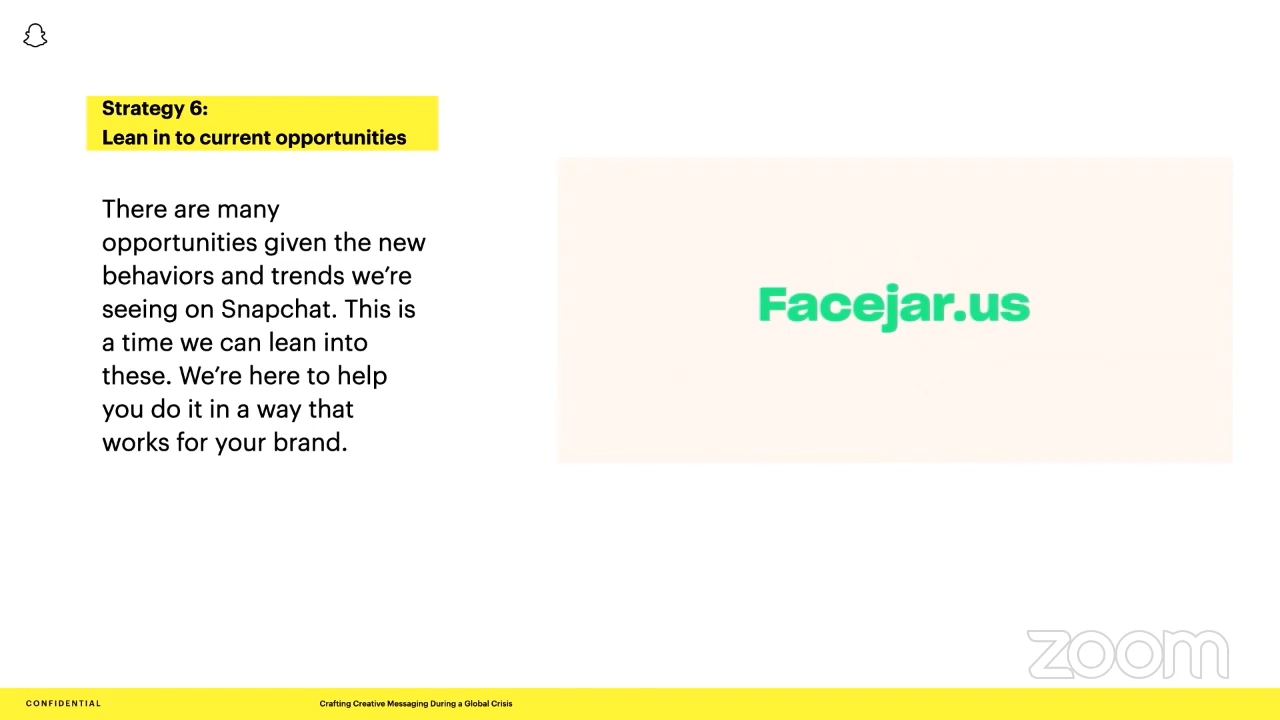 Strategy 6:
Lean in to current opportunities
There are many
opportunities given the new
behaviors and trends we’re
seeing on Snapchat. This is
a time we can lean into
these. We’re here to help
you do it in a way that
works for your brand.
Facejar.us
zoom
CONFIDENTIAL
Crafting Creative Messaging During a Global Crisis